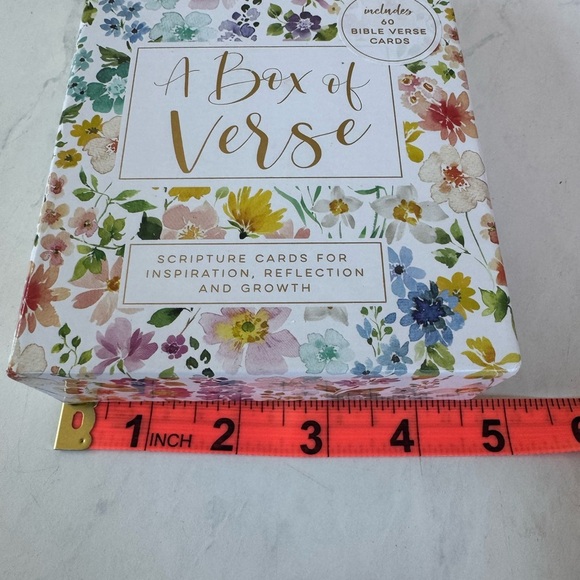 includes
60
BIBLE VERSE
CARDS
A Box of
Verse
SCRIPTURE CARDS FOR
INSPIRATION, REFLECTION
AND GROWTH
1 INCH 2 3 4 5 6